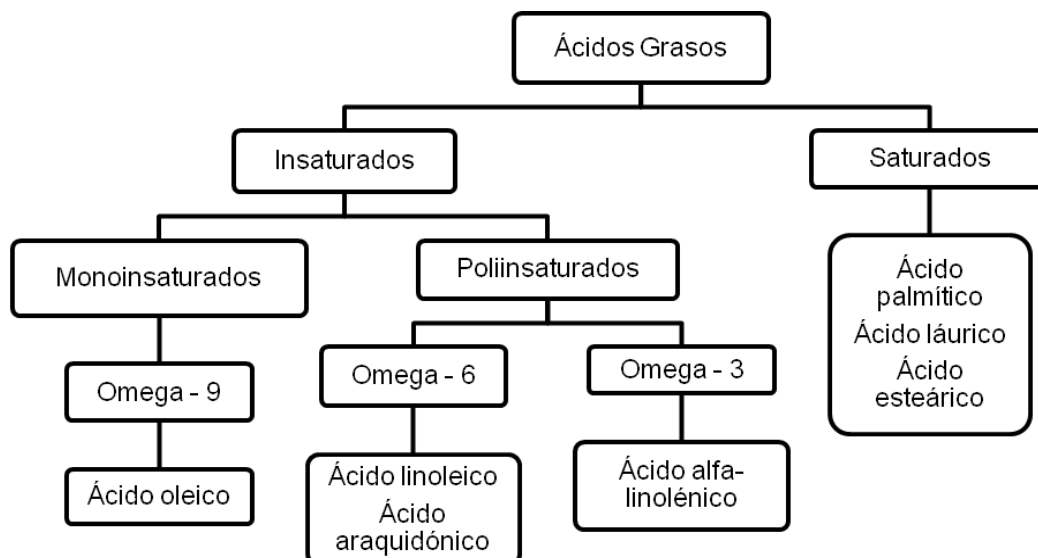 Ácidos Grasos
Insaturados
Saturados
Monoinsaturados
Poliinsaturados
Ácido
palmítico
Ácido láurico
Ácido
esteárico
Omega - 9
Omega - 6
Omega - 3
Ácido oleico
Ácido linoleico
Ácido
araquidónico
Ácido alfa-
linolénico